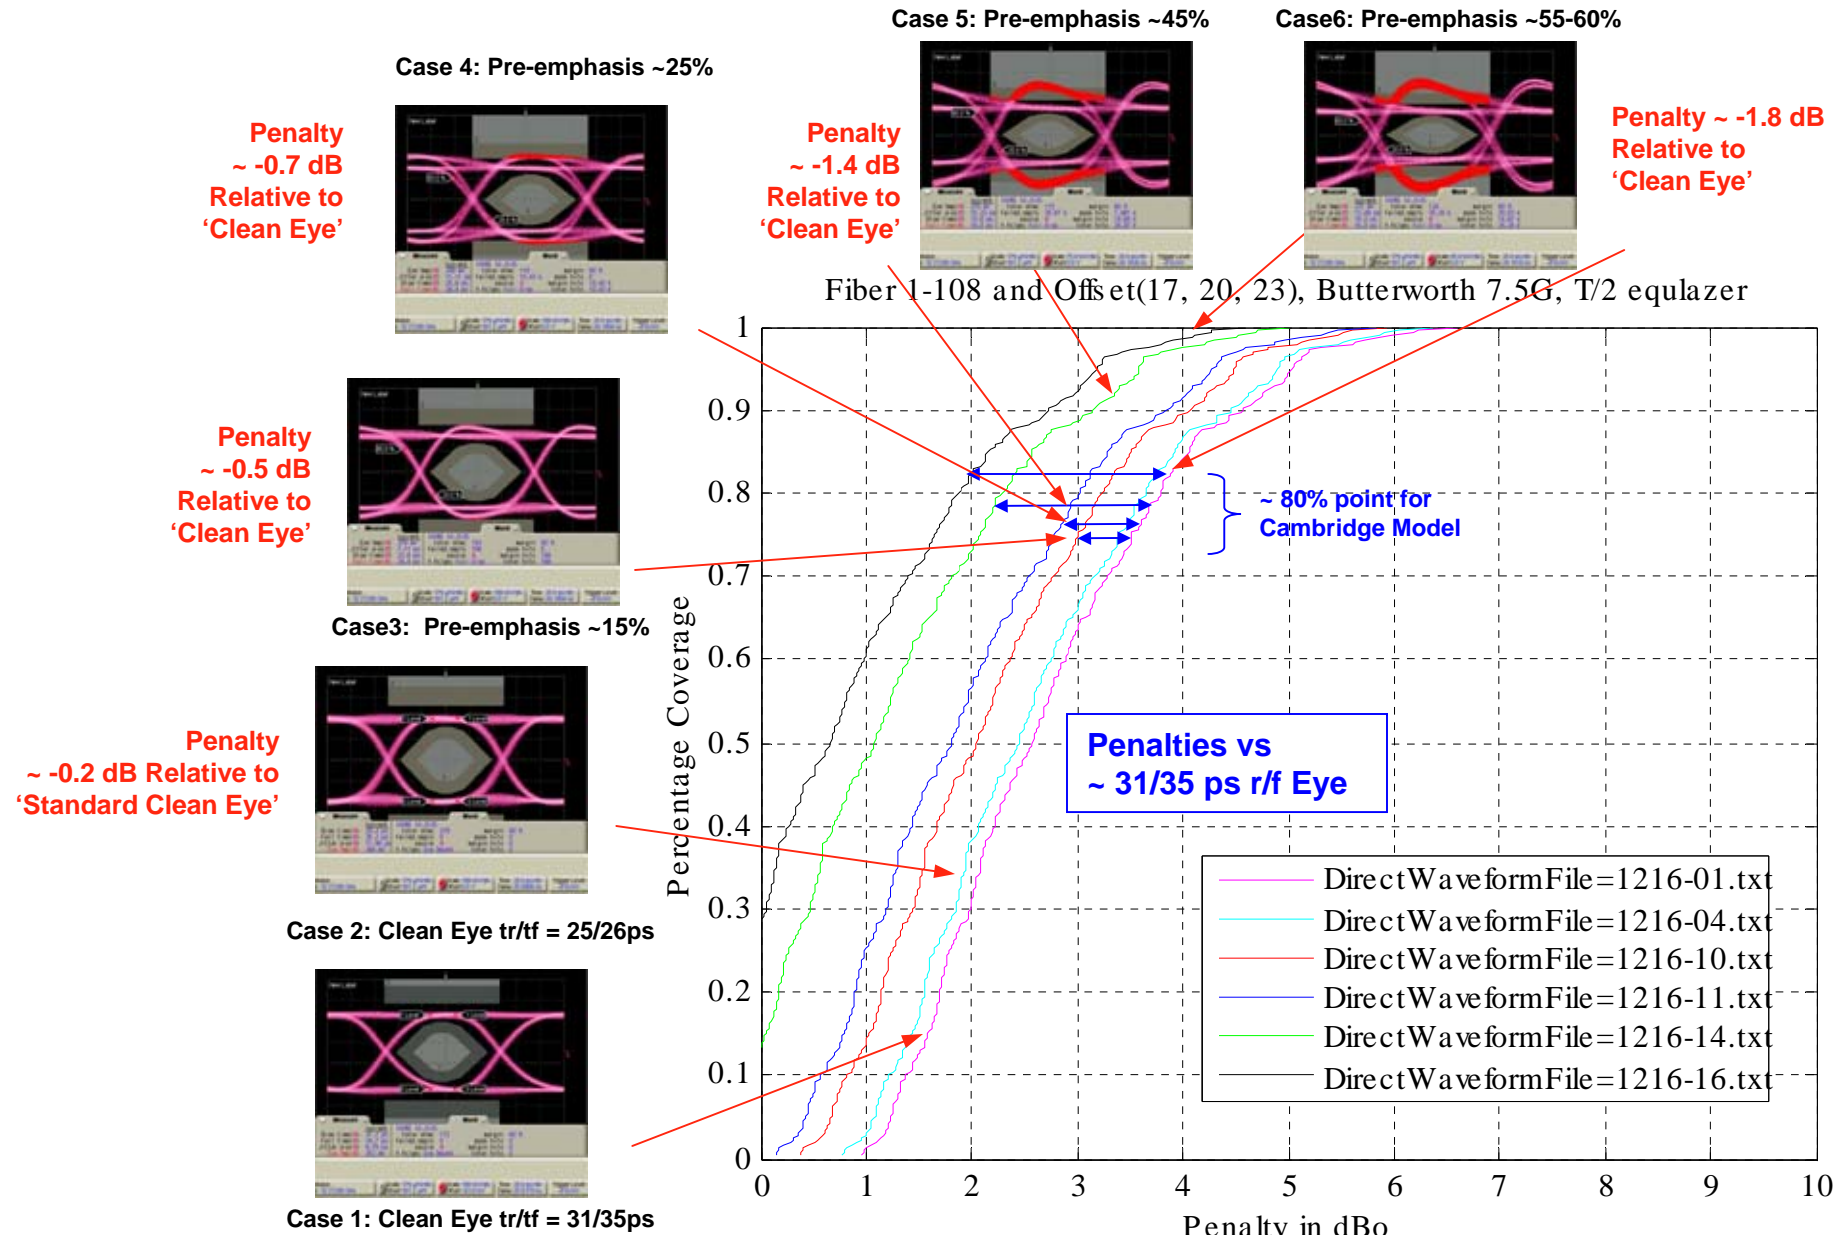 Case 5: Pre-emphasis ~45%
Case6: Pre-emphasis ~55-60%
Case 4: Pre-emphasis ~25%
Penalty
~ -0.7 dB
Relative to
‘Clean Eye’
Penalty
~ -1.4 dB
Relative to
‘Clean Eye’
Penalty ~ -1.8 dB
Relative to
‘Clean Eye’
Fiber 1-108 and Offset(17, 20, 23), Butterworth 7.5G, T/2 equlazer
Penalty
~ -0.5 dB
Relative to
‘Clean Eye’
Case3: Pre-emphasis ~15%
Penalty
~ -0.2 dB Relative to
‘Standard Clean Eye’
Case 2: Clean Eye tr/tf = 25/26ps
Case 1: Clean Eye tr/tf = 31/35ps
~ 80% point for
Cambridge Model
Penalties vs
~ 31/35 ps r/f Eye
Percentage Coverage
1
0.9
0.8
0.7
0.6
0.5
0.4
0.3
0.2
0.1
0
DirectWaveformFile=1216-01.txt
DirectWaveformFile=1216-04.txt
DirectWaveformFile=1216-10.txt
DirectWaveformFile=1216-11.txt
DirectWaveformFile=1216-14.txt
DirectWaveformFile=1216-16.txt
0 1 2 3 4 5 6 7 8 9 10
Penalty in dBo